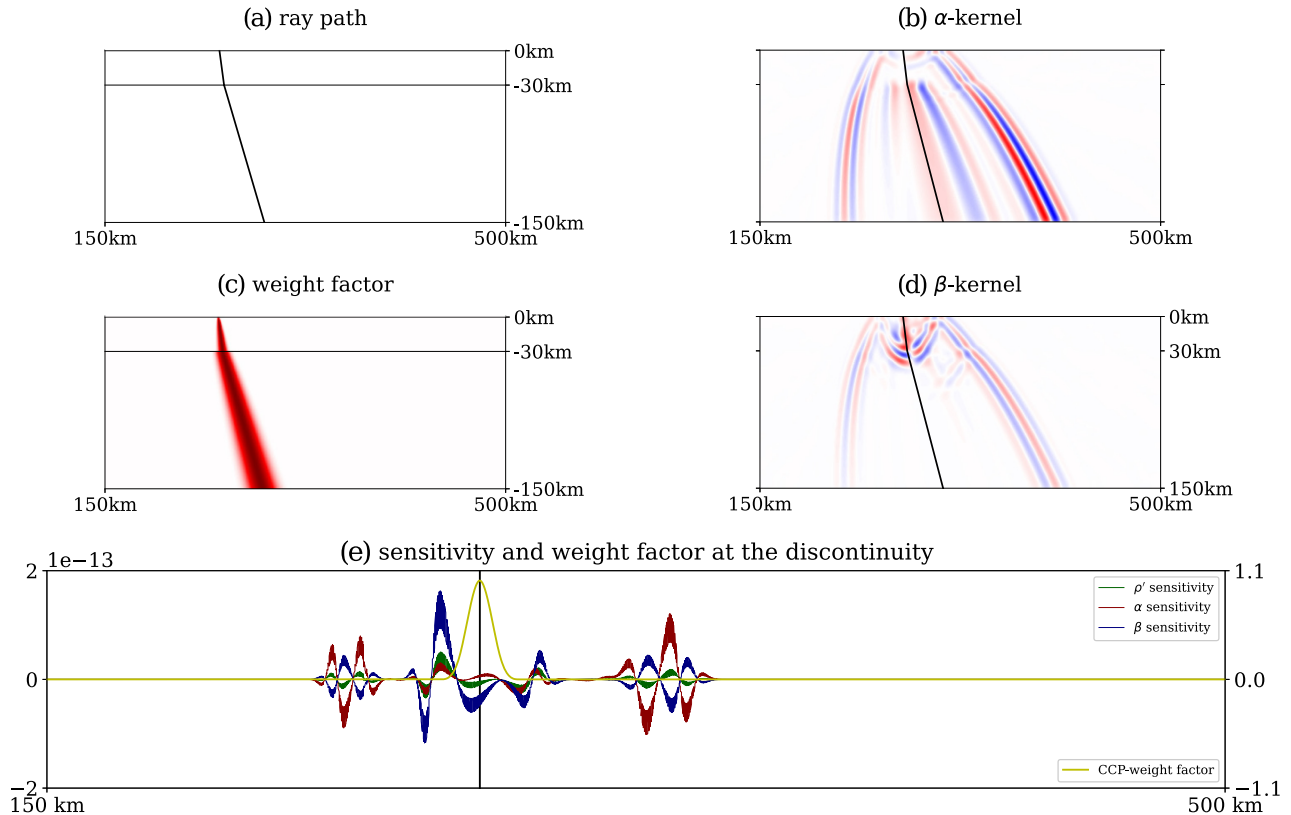 (a) ray path
0km
-30km
-150km
150km
500km
(b) α-kernel
150km
500km
(c) weight factor
0km
-30km
-150km
150km
500km
(d) β-kernel
0km
30km
150km
150km
500km
(e) sensitivity and weight factor at the discontinuity
1e−13
2
0
−2
1.1
0.0
−1.1
ρ′ sensitivity
α sensitivity
β sensitivity
CCP-weight factor
150 km
500 km